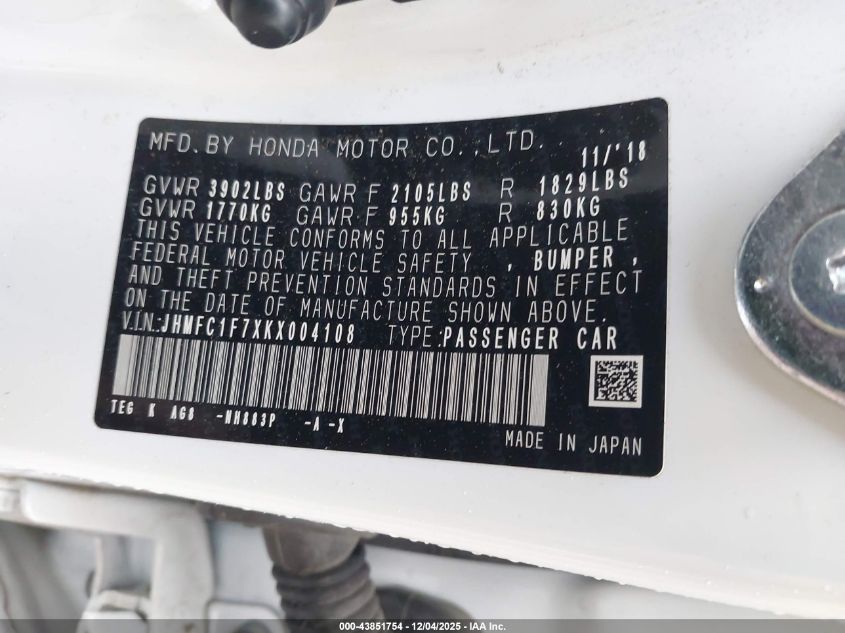 MFD. BY HONDA MOTOR CO., LTD. 11/'18
GVWR 3902LBS GAWR F 2105LBS R 1829LBS
GVWR 1770KG GAWR F 955KG R 830KG
THIS VEHICLE CONFORMS TO ALL APPLICABLE
FEDERAL MOTOR VEHICLE SAFETY , BUMPER ,
AND THEFT PREVENTION STANDARDS IN EFFECT
ON THE DATE OF MANUFACTURE SHOWN ABOVE.
V.I.N: JHMFC1F7XKX004108 TYPE: PASSENGER CAR
TEG K AG8 -NH883P -A -X
MADE IN JAPAN
000-43851754 | 12/04/2025 | IAA Inc.